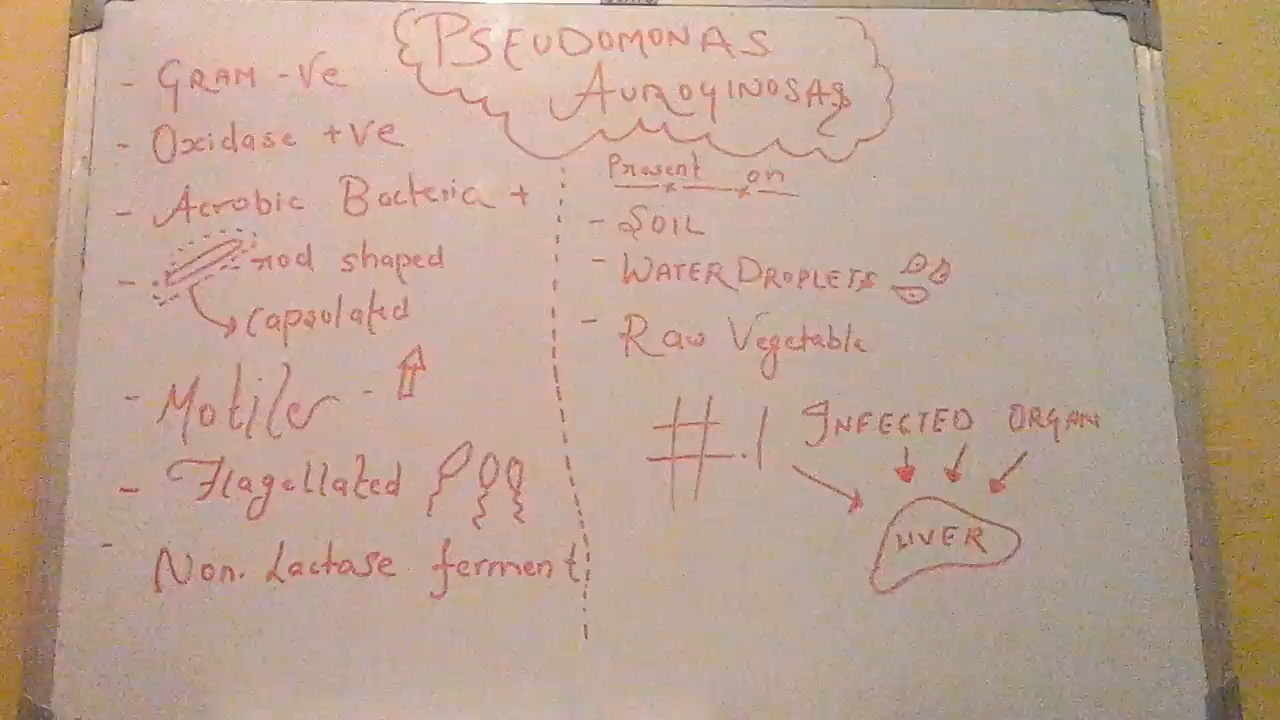 PSEUDOMONAS
AUROGINOSAS
- GRAM -Ve
- Oxidase +ve
- Aerobic Bacteria +
- rod shaped
capsulated
- Motiler -
- Flagellated
- Non. Lactase ferment
Present on
- SOIL
- WATER DROPLETS
- Raw Vegetable
#.1 INFECTED ORGAN
LIVER